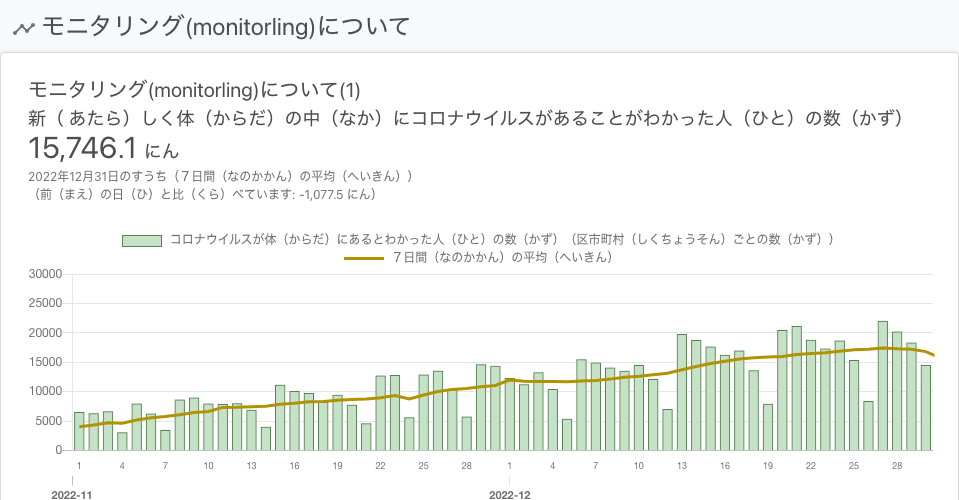 モニタリング(monitorling)について
モニタリング(monitorling)について(1)
新（ あたら）しく体（からだ）の中（なか）にコロナウイルスがあることがわかった人（ひと）の数（かず）
15,746.1 にん
2022年12月31日のすうち（７日間（なのかかん）の平均（へいきん））
（前（まえ）の日（ひ）と比（くら）べています: -1,077.5 にん）
コロナウイルスが体（からだ）にあるとわかった人（ひと）の数（かず）（区市町村（しくちょうそん）ごとの数（かず））
７日間（なのかかん）の平均（へいきん）
30000
25000
20000
15000
10000
5000
0
1 4 7 10 13 16 19 22 25 28 1 4 7 10 13 16 19 22 25 28
2022-11 2022-12